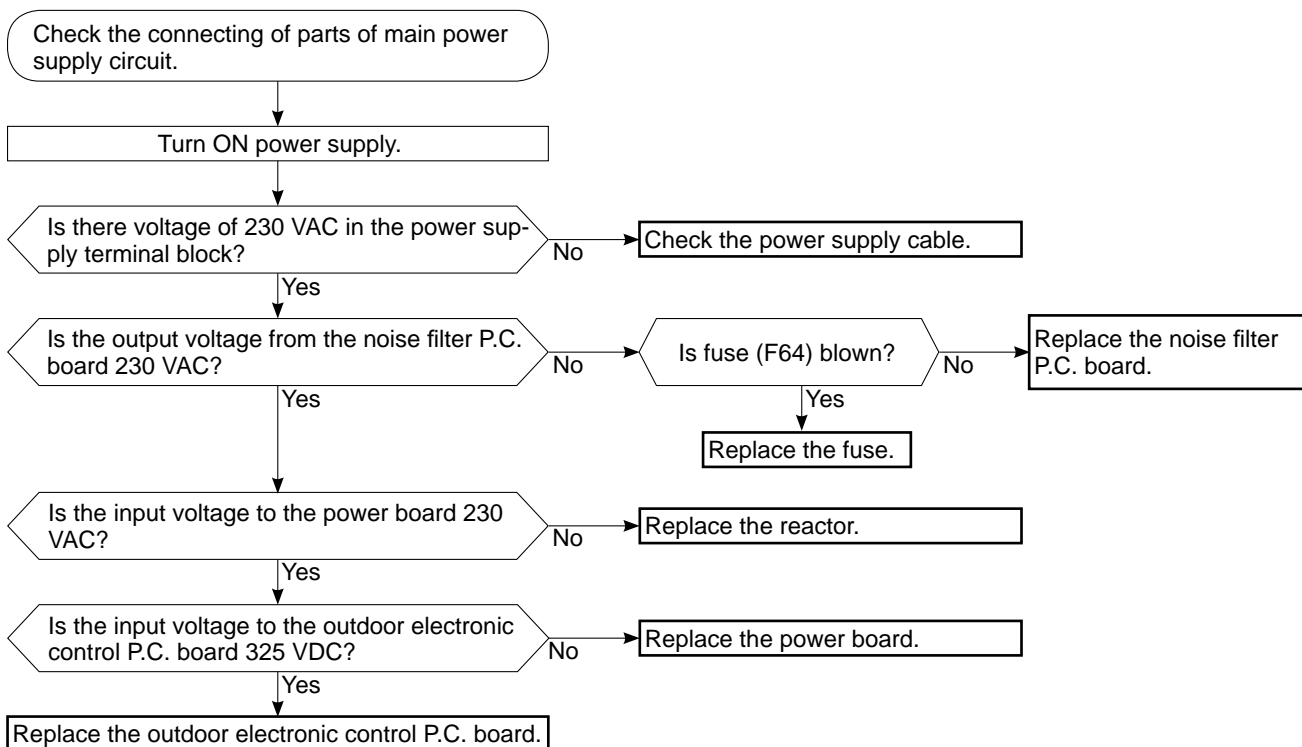 Check the connecting of parts of main power
supply circuit.
Turn ON power supply.
Is there voltage of 230 VAC in the power sup-
ply terminal block?
No
Check the power supply cable.
Yes
Is the output voltage from the noise filter P.C.
board 230 VAC?
No
Is fuse (F64) blown?
No
Replace the noise filter
P.C. board.
Yes
Yes
Replace the fuse.
Is the input voltage to the power board 230
VAC?
No
Replace the reactor.
Yes
Is the input voltage to the outdoor electronic
control P.C. board 325 VDC?
No
Replace the power board.
Yes
Replace the outdoor electronic control P.C. board.